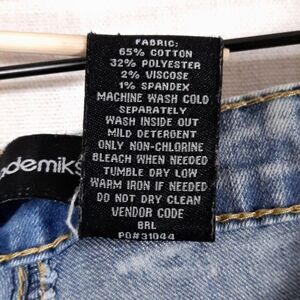 FABRIC:
65% COTTON
32% POLYESTER
2% VISCOSE
1% SPANDEX
MACHINE WASH COLD
SEPARATELY
WASH INSIDE OUT
MILD DETERGENT
ONLY NON-CHLORINE
BLEACH WHEN NEEDED
TUMBLE DRY LOW
WARM IRON IF NEEDED
DO NOT DRY CLEAN
VENDOR CODE
BRL
PO#31044
demiks